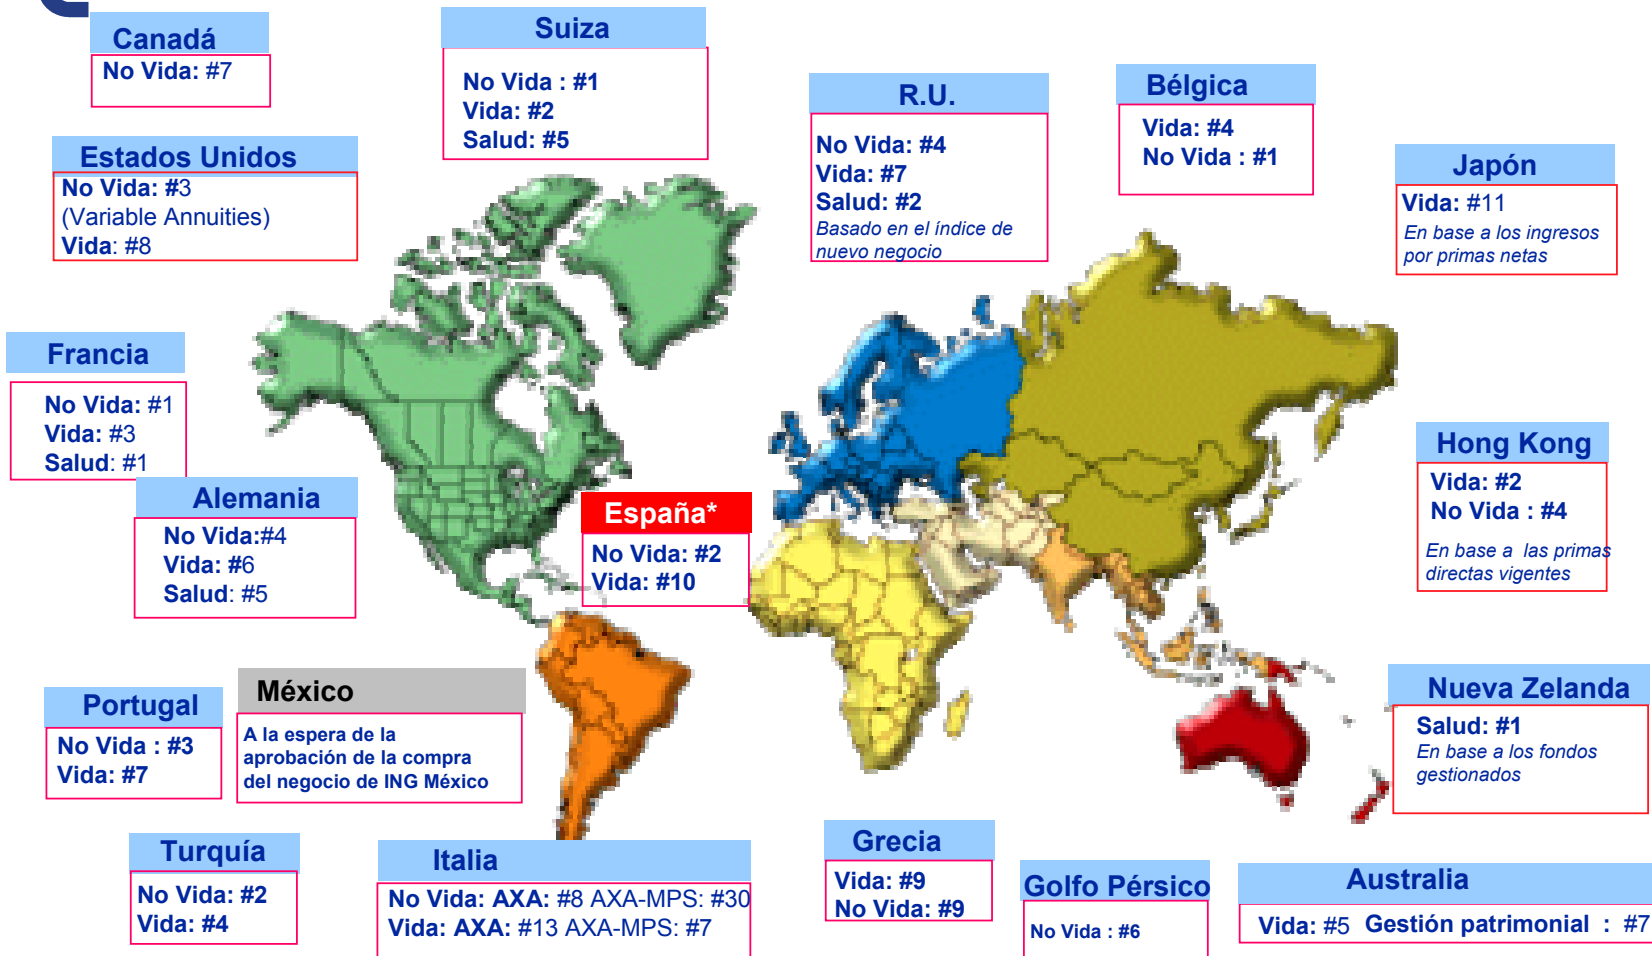 Canadá
No Vida: #7
Suiza
No Vida : #1
Vida: #2
Salud: #5
R.U.
No Vida: #4
Vida: #7
Salud: #2
Basado en el índice de
nuevo negocio
Bélgica
Vida: #4
No Vida : #1
Estados Unidos
No Vida: #3
(Variable Annuities)
Vida: #8
Japón
Vida: #11
En base a los ingresos
por primas netas
Francia
No Vida: #1
Vida: #3
Salud: #1
Hong Kong
Vida: #2
No Vida : #4
En base a las primas
directas vigentes
Alemania
No Vida:#4
Vida: #6
Salud: #5
España*
No Vida: #2
Vida: #10
Portugal
No Vida : #3
Vida: #7
México
A la espera de la
aprobación de la compra
del negocio de ING México
Nueva Zelanda
Salud: #1
En base a los fondos
gestionados
Turquía
No Vida: #2
Vida: #4
Italia
No Vida: AXA: #8 AXA-MPS: #30
Vida: AXA: #13 AXA-MPS: #7
Grecia
Vida: #9
No Vida: #9
Golfo Pérsico
No Vida : #6
Australia
Vida: #5 Gestión patrimonial : #7